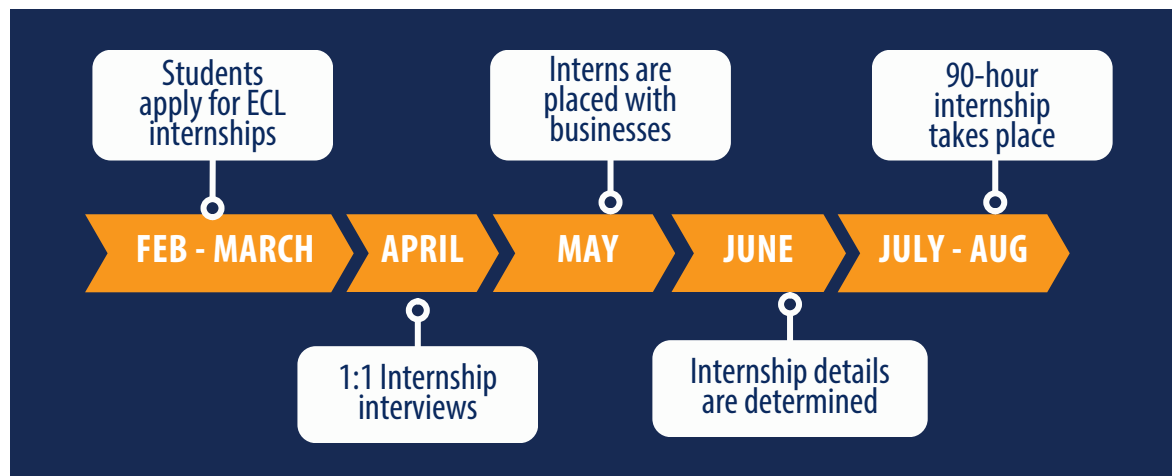 Students
apply for ECL
internships
Interns are
placed with
businesses
90-hour
internship
takes place
FEB - MARCH
APRIL
MAY
JUNE
JULY - AUG
1:1 Internship
interviews
Internship details
are determined